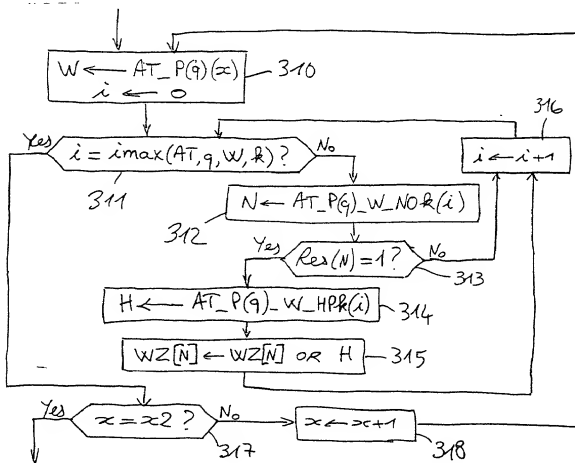 W ← AT_P(q)(x)
i ← 0
310
316
Yes
i = imax(AT,q,W,k)?
No
i ← i+1
311
N ← AT_P(q)_W_NOk(i)
312
Yes
Res(N)=1?
No
313
H ← AT_P(q)_W_HPk(i)
314
WZ[N] ← WZ[N] OR H
315
Yes
x = x2?
No
x ← x+1
317
318